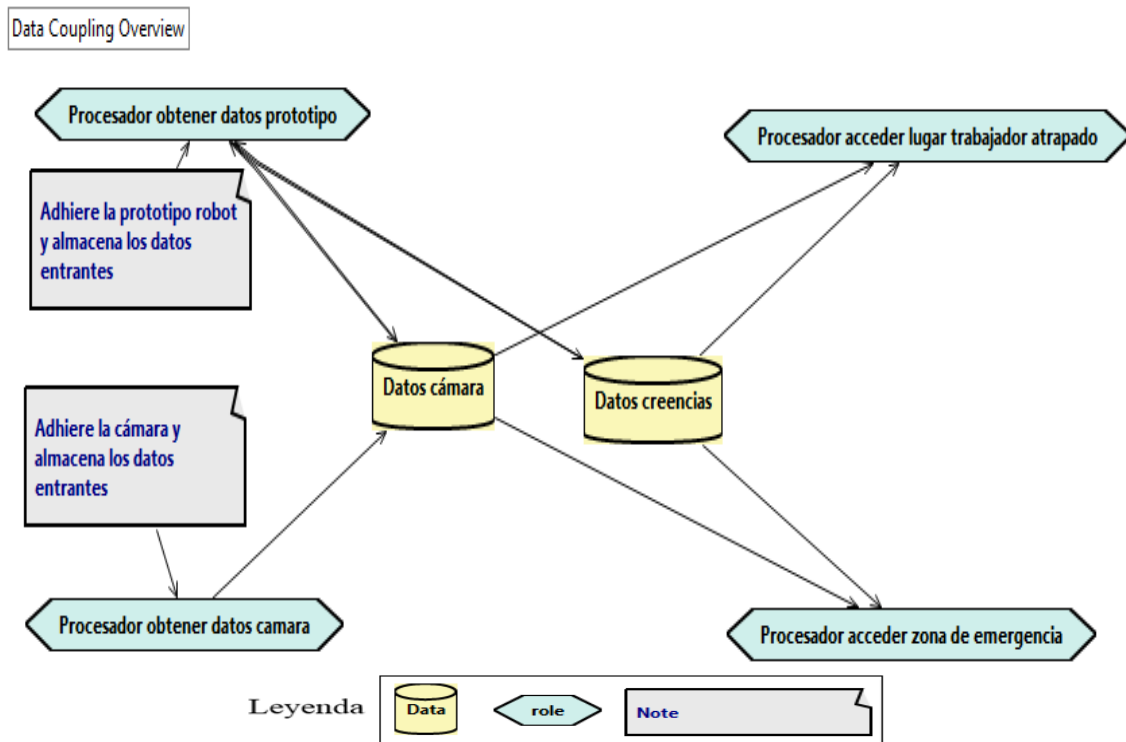 Data Coupling Overview
Procesador obtener datos prototipo
Procesador acceder lugar trabajador atrapado
Adhiere la prototipo robot
y almacena los datos
entrantes
Datos cámara
Datos creencias
Adhiere la cámara y
almacena los datos
entrantes
Procesador obtener datos camara
Procesador acceder zona de emergencia
Leyenda
Data
role
Note